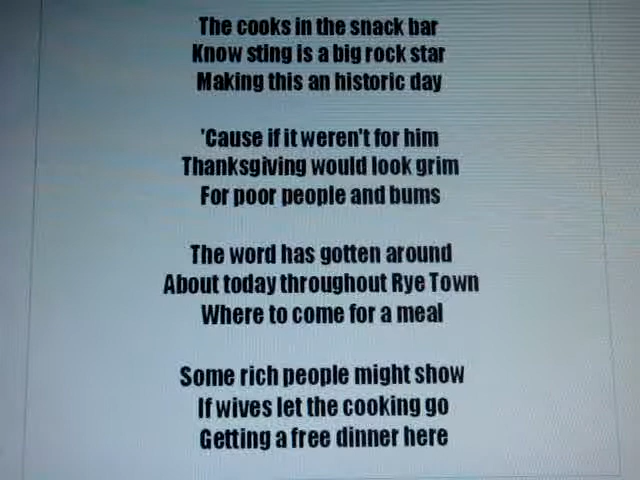 The cooks in the snack bar
Know sting is a big rock star
Making this an historic day
'Cause if it weren't for him
Thanksgiving would look grim
For poor people and bums
The word has gotten around
About today throughout Rye Town
Where to come for a meal
Some rich people might show
If wives let the cooking go
Getting a free dinner here